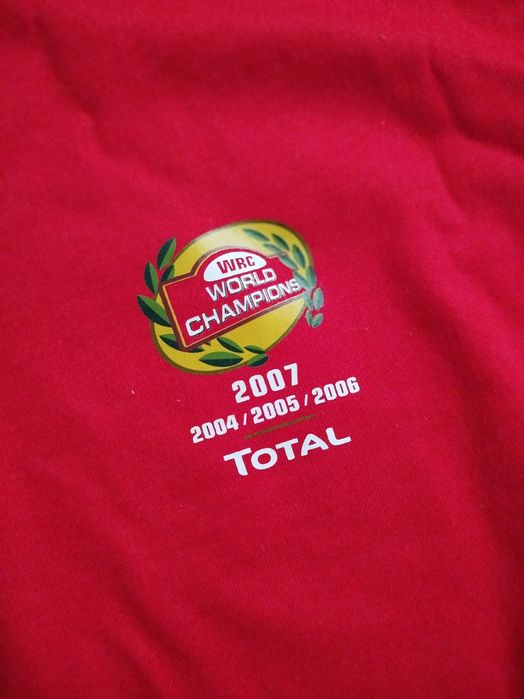 WRC
WORLD
CHAMPIONS
2007
2004 / 2005 / 2006
TOTAL